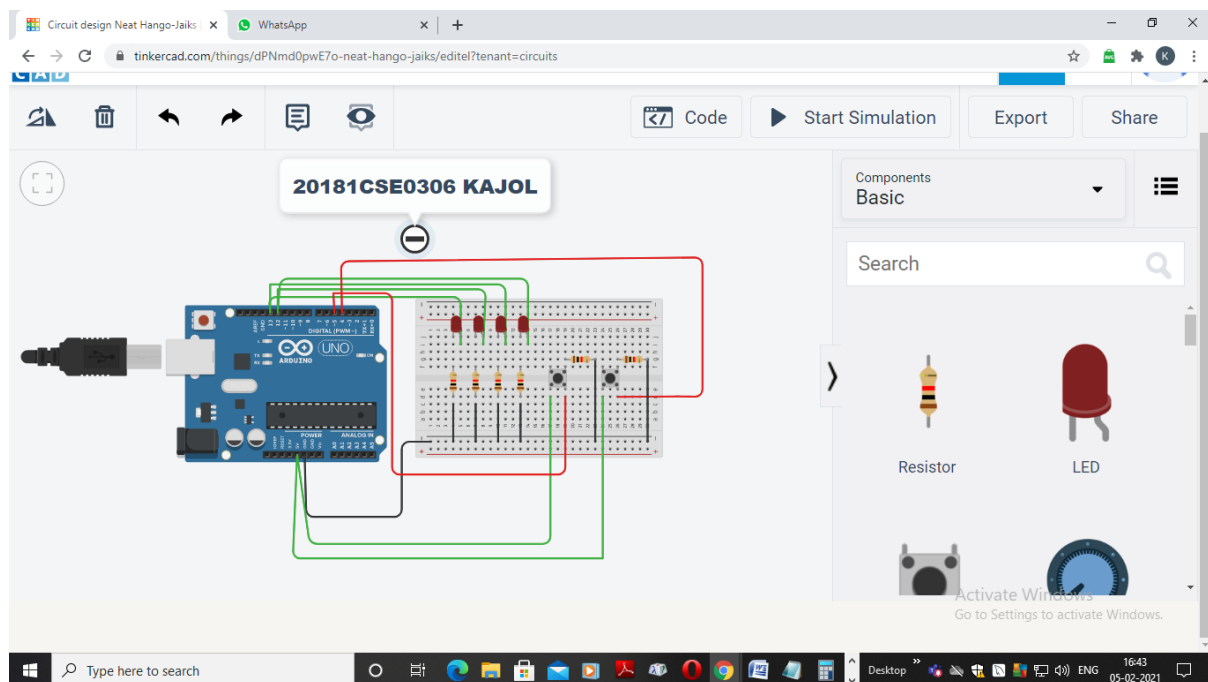 Circuit design Neat Hango-Jaiks
WhatsApp
tinkercad.com/things/dPNmd0pwE7o-neat-hango-jaiks/editel?tenant=circuits
K
CAD
Code
Start Simulation
Export
Share
20181CSE0306 KAJOL
Components
Basic
Search
DIGITAL (PWM~)
UNO
ARDUINO
POWER
ANALOG IN
Resistor
LED
Activate Windows
Go to Settings to activate Windows.
Type here to search
Desktop
ENG
16:43
05-02-2021